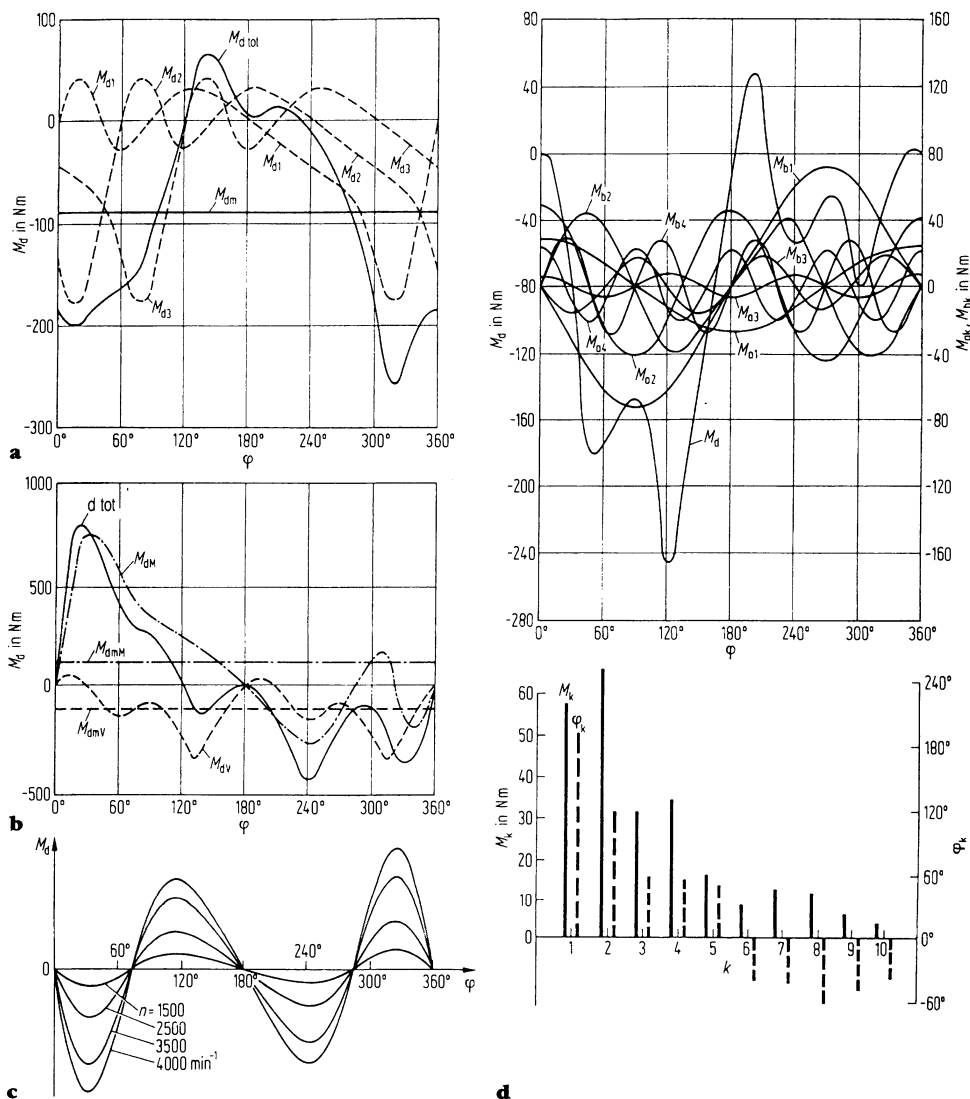 100
0
-100
-200
-300
M_d in Nm
M_d1
M_d2
M_d tot
M_d1
M_d2
M_d3
M_dm
M_d3
0° 60° 120° 180° 240° 300° 360°
φ
a
1000
500
0
-500
M_d in Nm
d tot
M_dM
M_dmM
M_dmV
M_dV
0° 60° 120° 180° 240° 300° 360°
φ
b
M_d
0
60° 120° 180° 240° 300° 360°
φ
n = 1500
2500
3500
4000 min⁻¹
c
80
40
0
-40
-80
-120
-160
-200
-240
-280
M_d in Nm
160
120
80
40
0
-40
-80
-120
-160
M_ak, M_bk in Nm
M_b2
M_b4
M_b1
M_b3
M_a3
M_a4
M_a1
M_a2
M_d
0° 60° 120° 180° 240° 300° 360°
φ
60
50
40
30
20
10
0
M_k in Nm
M_k
φ_k
240°
180°
120°
60°
0°
-60°
φ_k
1 2 3 4 5 6 7 8 9 10
k
d